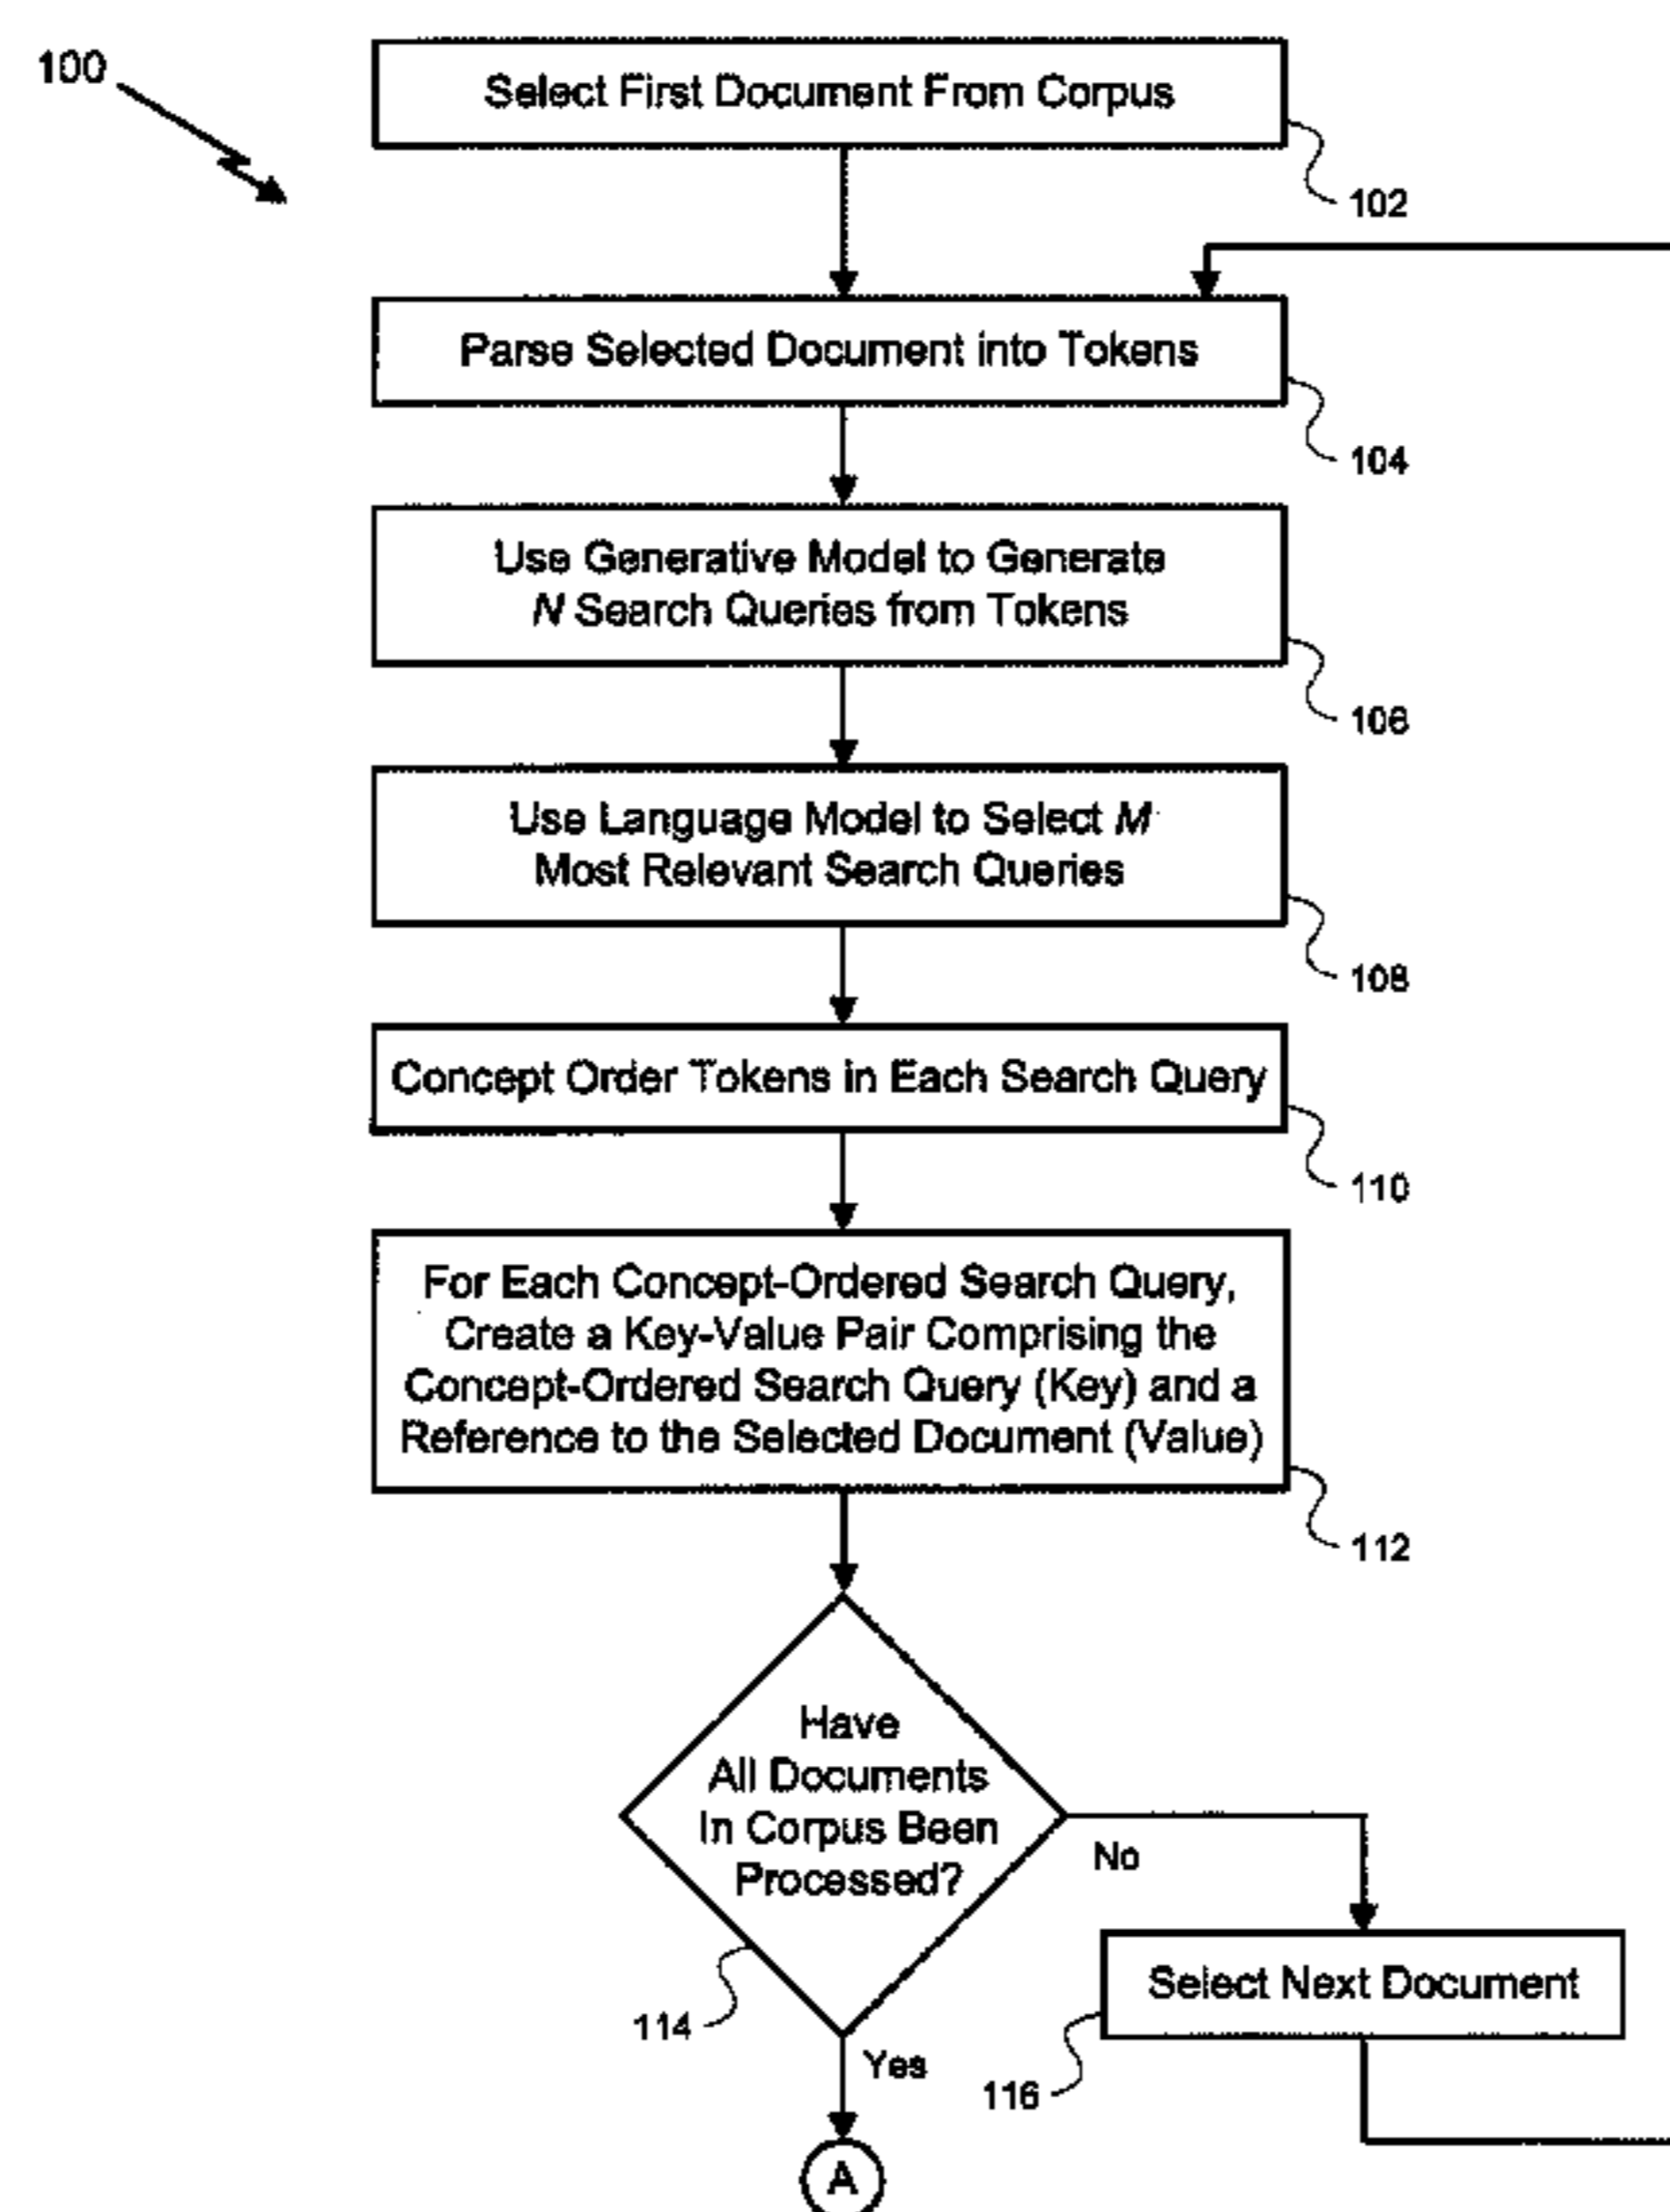 100
Select First Document From Corpus
102
Parse Selected Document into Tokens
104
Use Generative Model to Generate
N Search Queries from Tokens
106
Use Language Model to Select M
Most Relevant Search Queries
108
Concept Order Tokens in Each Search Query
110
For Each Concept-Ordered Search Query,
Create a Key-Value Pair Comprising the
Concept-Ordered Search Query (Key) and a
Reference to the Selected Document (Value)
112
Have
All Documents
In Corpus Been
Processed?
No
Select Next Document
114
Yes
116
A